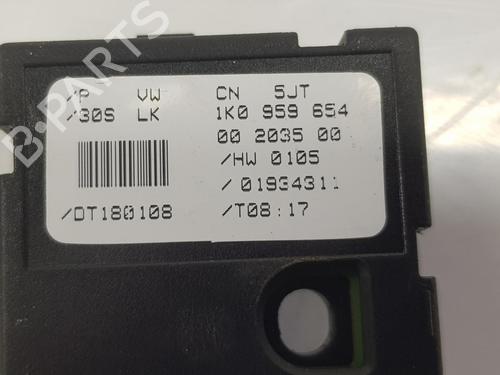 /P VW CN 5JT
/30S LK 1K0 959 654
00 2035 00
/HW 0105
/01934311
/DT180108 /T08:17
B-PARTS